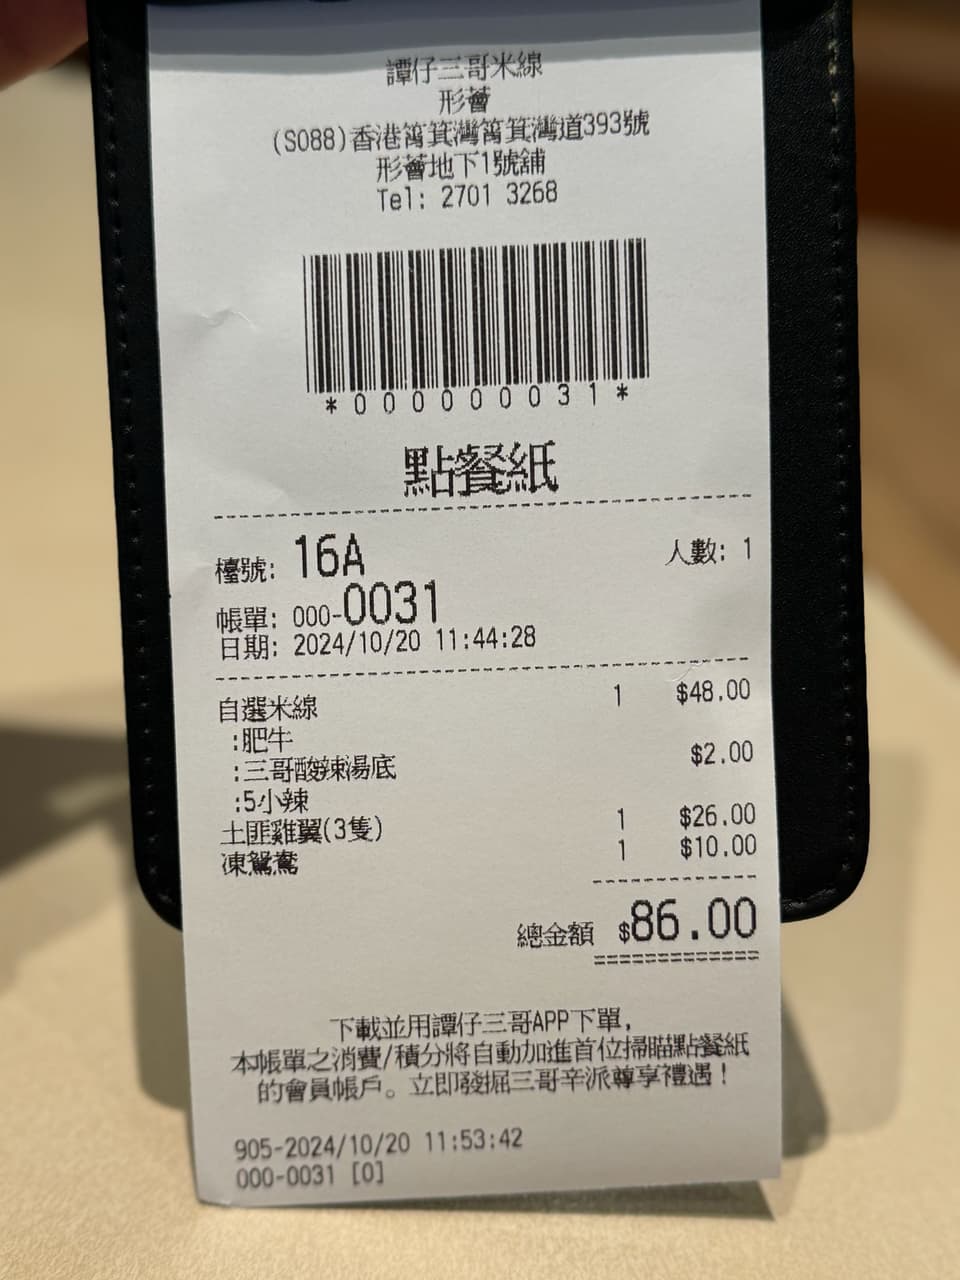 譚仔三哥米線
形薈
(S088)香港筲箕灣筲箕灣道393號
形薈地下1號舖
Tel: 2701 3268
*000000031*
點餐紙
檯號: 16A 人數: 1
帳單: 000-0031
日期: 2024/10/20 11:44:28
自選米線 1 $48.00
:肥牛
:三哥酸辣湯底 $2.00
:5小辣
土匪雞翼(3隻) 1 $26.00
凍鴛鴦 1 $10.00
總金額 $86.00
下載並用譚仔三哥APP下單,
本帳單之消費/積分將自動加進首位掃瞄點餐紙
的會員帳戶。立即發掘三哥辛派尊享禮遇!
905-2024/10/20 11:53:42
000-0031 [0]